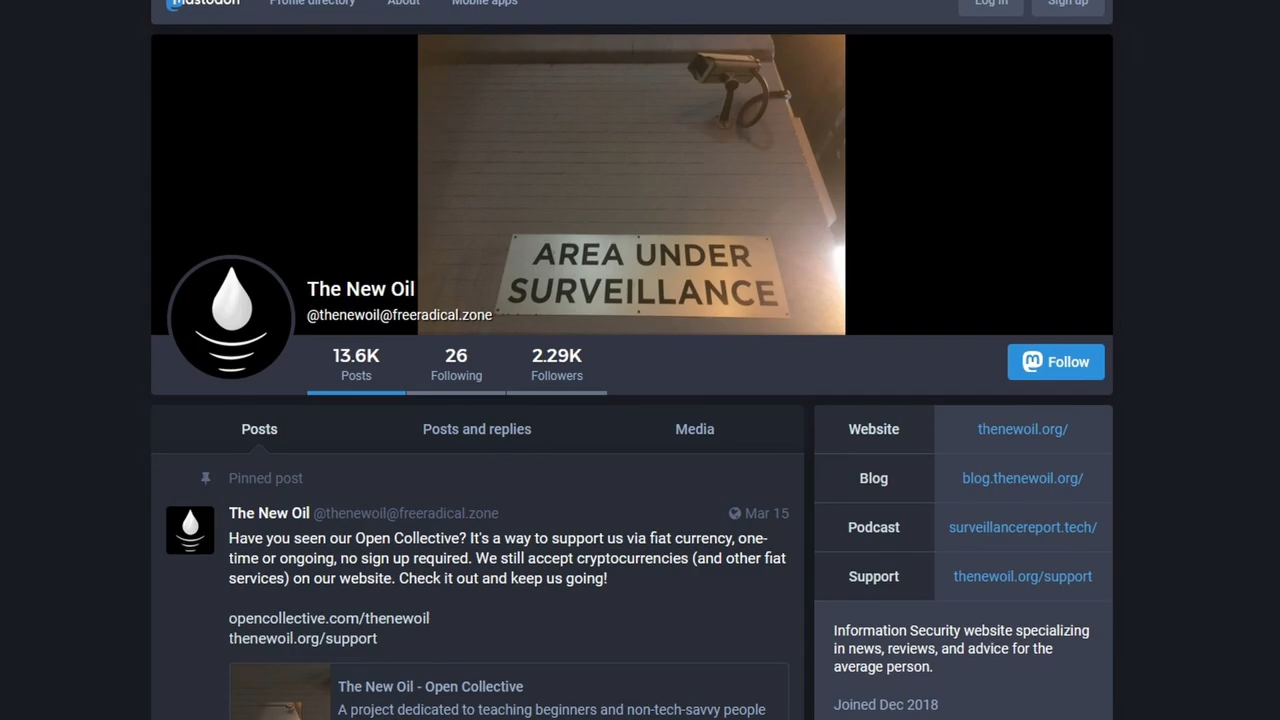 mastodon
Profile directory
About
Mobile apps
Log in
Sign up
AREA UNDER
SURVEILLANCE
The New Oil
@thenewoil@freeradical.zone
13.6K
Posts
26
Following
2.29K
Followers
Follow
Posts
Posts and replies
Media
Pinned post
The New Oil @thenewoil@freeradical.zone
Mar 15
Have you seen our Open Collective? It's a way to support us via fiat currency, one-
time or ongoing, no sign up required. We still accept cryptocurrencies (and other fiat
services) on our website. Check it out and keep us going!
opencollective.com/thenewoil
thenewoil.org/support
The New Oil - Open Collective
A project dedicated to teaching beginners and non-tech-savvy people
Website
thenewoil.org/
Blog
blog.thenewoil.org/
Podcast
surveillancereport.tech/
Support
thenewoil.org/support
Information Security website specializing
in news, reviews, and advice for the
average person.
Joined Dec 2018